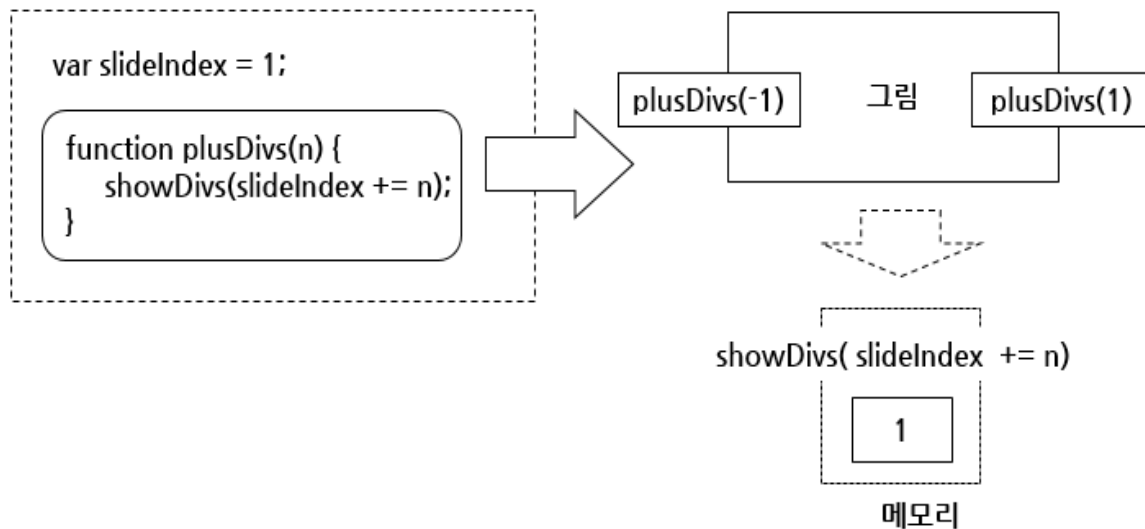 var slideIndex = 1;
function plusDivs(n) {
showDivs(slideIndex += n);
}
plusDivs(-1)
그림
plusDivs(1)
showDivs( slideIndex += n)
1
메모리